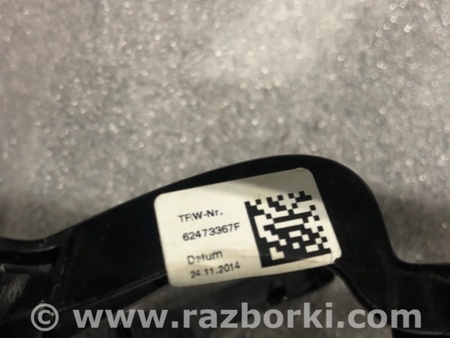 TRW-Nr.
62473367F
Datum
24.11.2014
© www.razborki.com